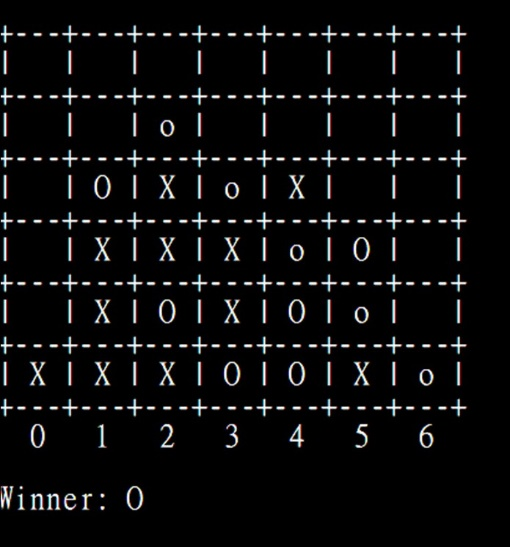 +---+---+---+---+---+---+---+
|   |   |   |   |   |   |   |
+---+---+---+---+---+---+---+
|   |   | o |   |   |   |   |
+---+---+---+---+---+---+---+
|   | O | X | o | X |   |   |
+---+---+---+---+---+---+---+
|   | X | X | X | o | O |   |
+---+---+---+---+---+---+---+
|   | X | O | X | O | o |   |
+---+---+---+---+---+---+---+
| X | X | X | O | O | X | o |
+---+---+---+---+---+---+---+
  0   1   2   3   4   5   6
Winner: O